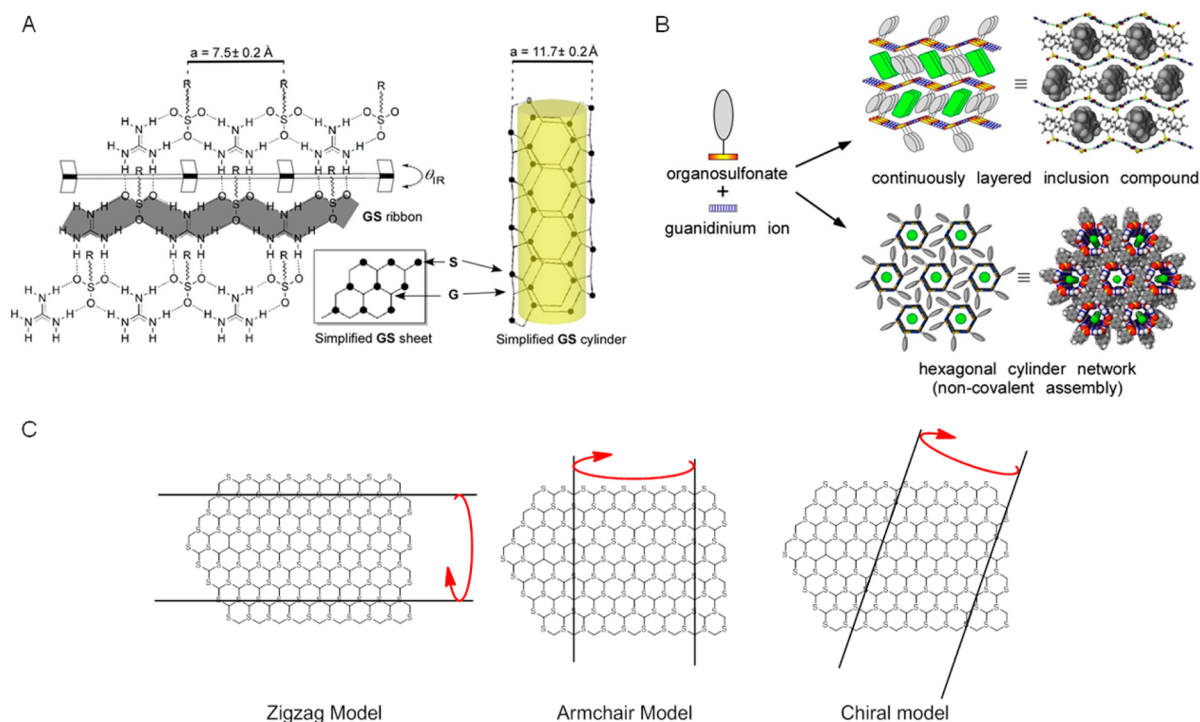 A
a = 7.5± 0.2 Å
a = 11.7± 0.2 Å
θIR
GS ribbon
S
G
Simplified GS sheet
Simplified GS cylinder
B
organosulfonate
+
guanidinium ion
continuously layered inclusion compound
≡
≡
hexagonal cylinder network
(non-covalent assembly)
C
Zigzag Model
Armchair Model
Chiral model